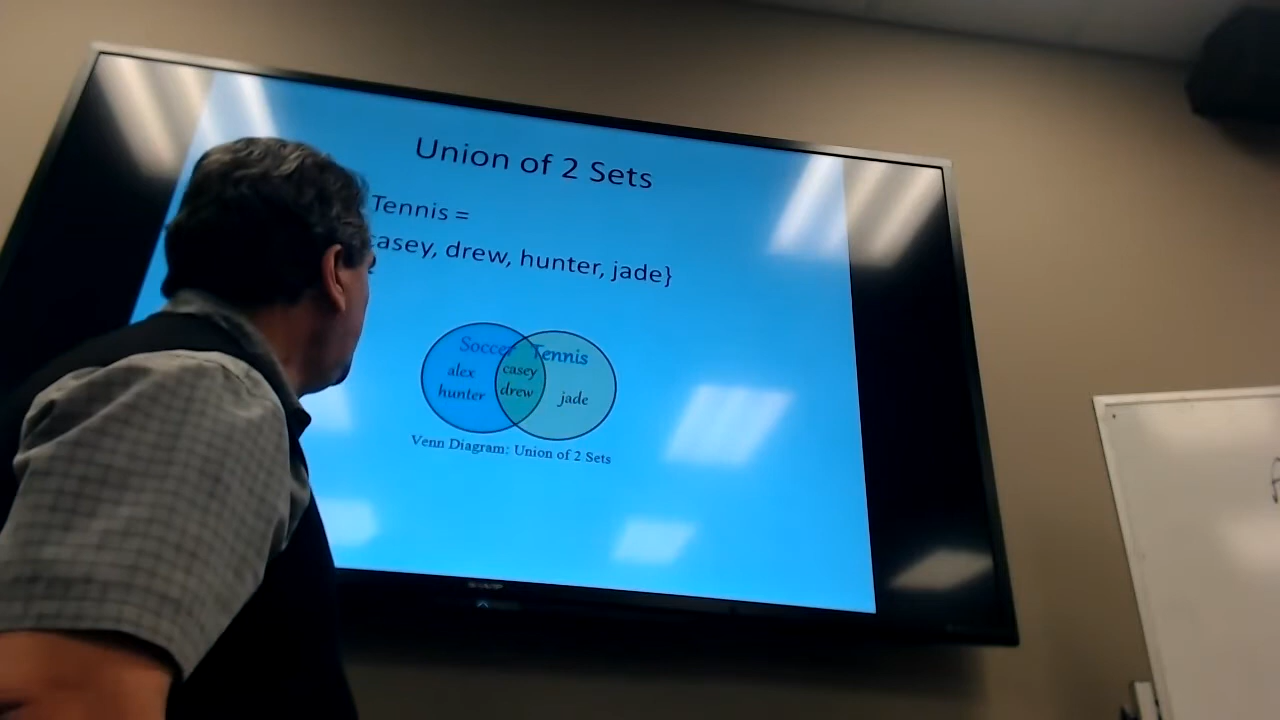 Union of 2 Sets
Tennis =
casey, drew, hunter, jade}
Soccer Tennis
alex casey
hunter drew jade
Venn Diagram: Union of 2 Sets